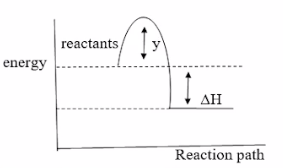 reactants
y
energy
ΔH
Reaction path